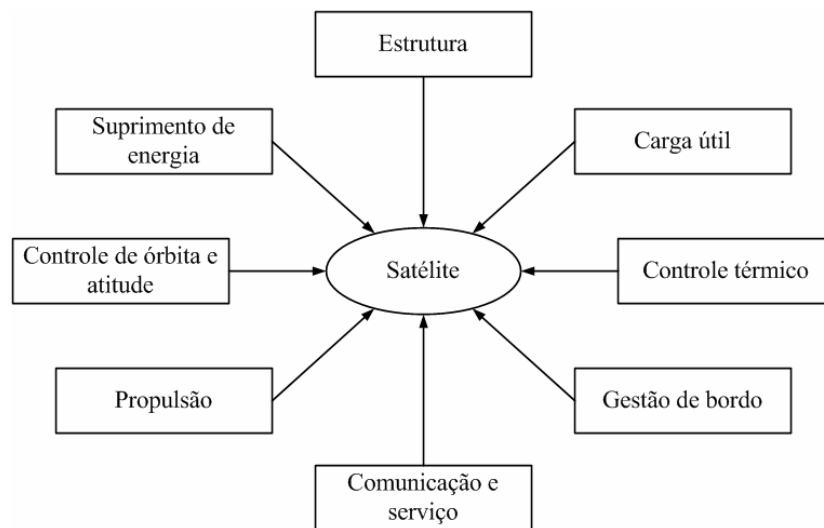 Estrutura
Suprimento de
energia
Carga útil
Controle de órbita e
atitude
Satélite
Controle térmico
Propulsão
Gestão de bordo
Comunicação e
serviço